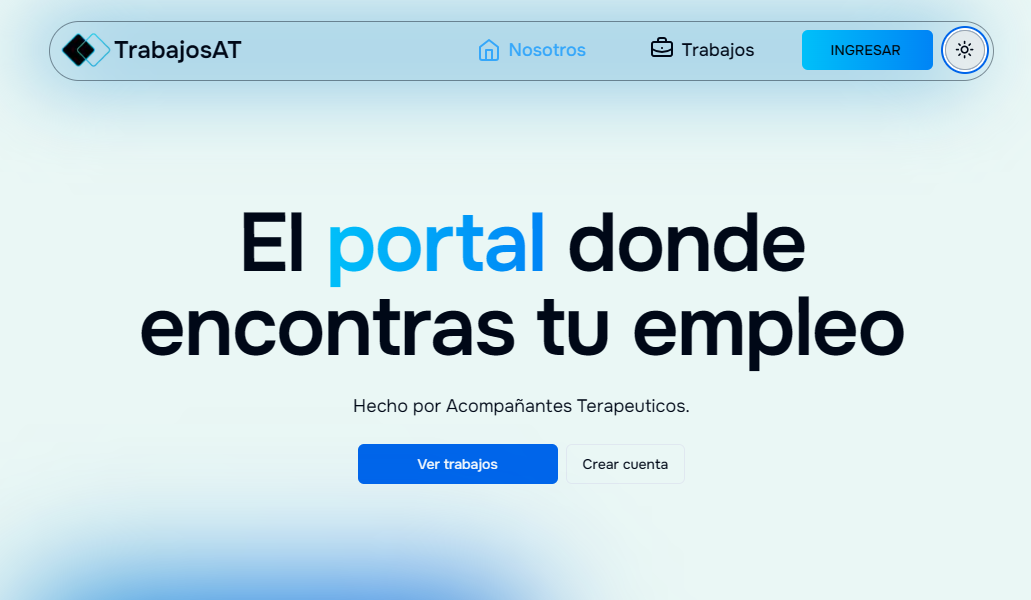 TrabajosAT
Nosotros
Trabajos
INGRESAR
El portal donde
encontras tu empleo
Hecho por Acompañantes Terapeuticos.
Ver trabajos
Crear cuenta